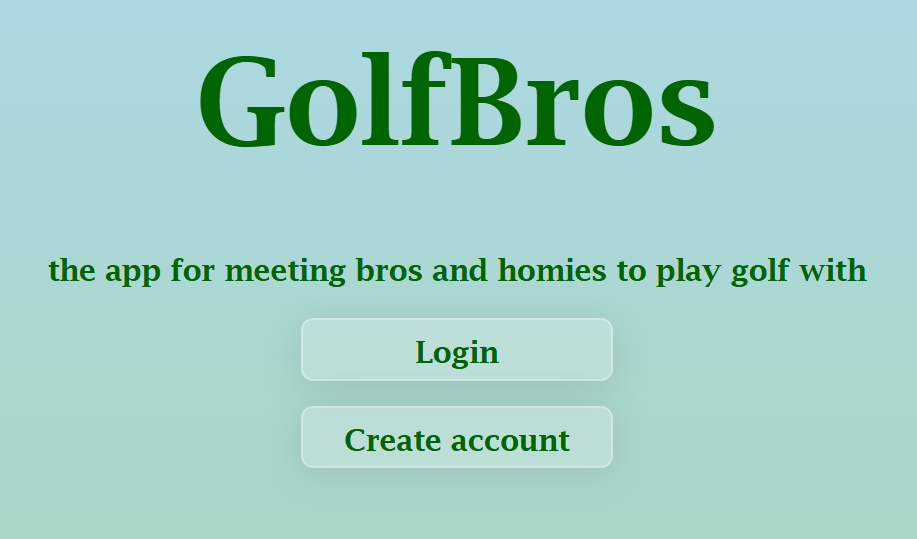 GolfBros
the app for meeting bros and homies to play golf with
Login
Create account